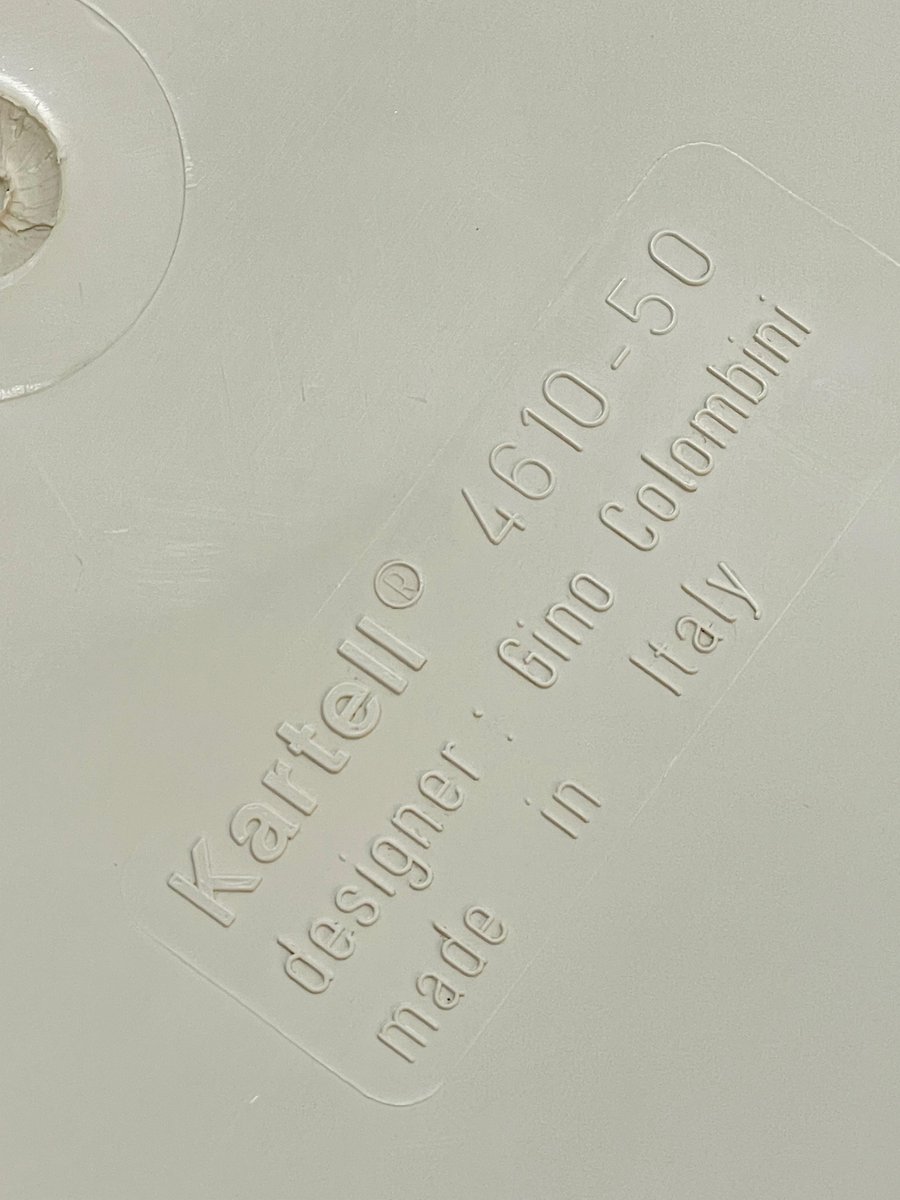 Kartell® 4610-50
designer: Gino Colombini
made in Italy